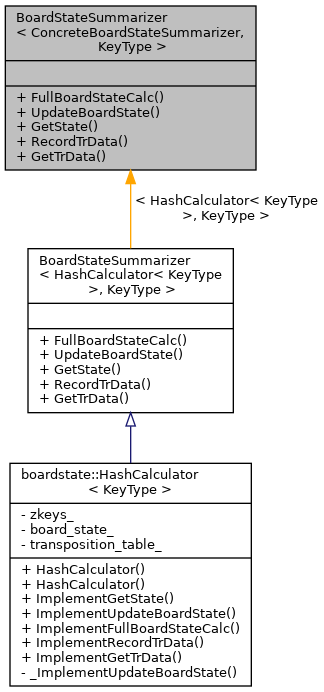 BoardStateSummarizer
< ConcreteBoardStateSummarizer,
KeyType >
+ FullBoardStateCalc()
+ UpdateBoardState()
+ GetState()
+ RecordTrData()
+ GetTrData()
< HashCalculator< KeyType
>, KeyType >
BoardStateSummarizer
< HashCalculator< KeyType
>, KeyType >
+ FullBoardStateCalc()
+ UpdateBoardState()
+ GetState()
+ RecordTrData()
+ GetTrData()
boardstate::HashCalculator
< KeyType >
- zkeys_
- board_state_
- transposition_table_
+ HashCalculator()
+ HashCalculator()
+ ImplementGetState()
+ ImplementUpdateBoardState()
+ ImplementFullBoardStateCalc()
+ ImplementRecordTrData()
+ ImplementGetTrData()
- _ImplementUpdateBoardState()